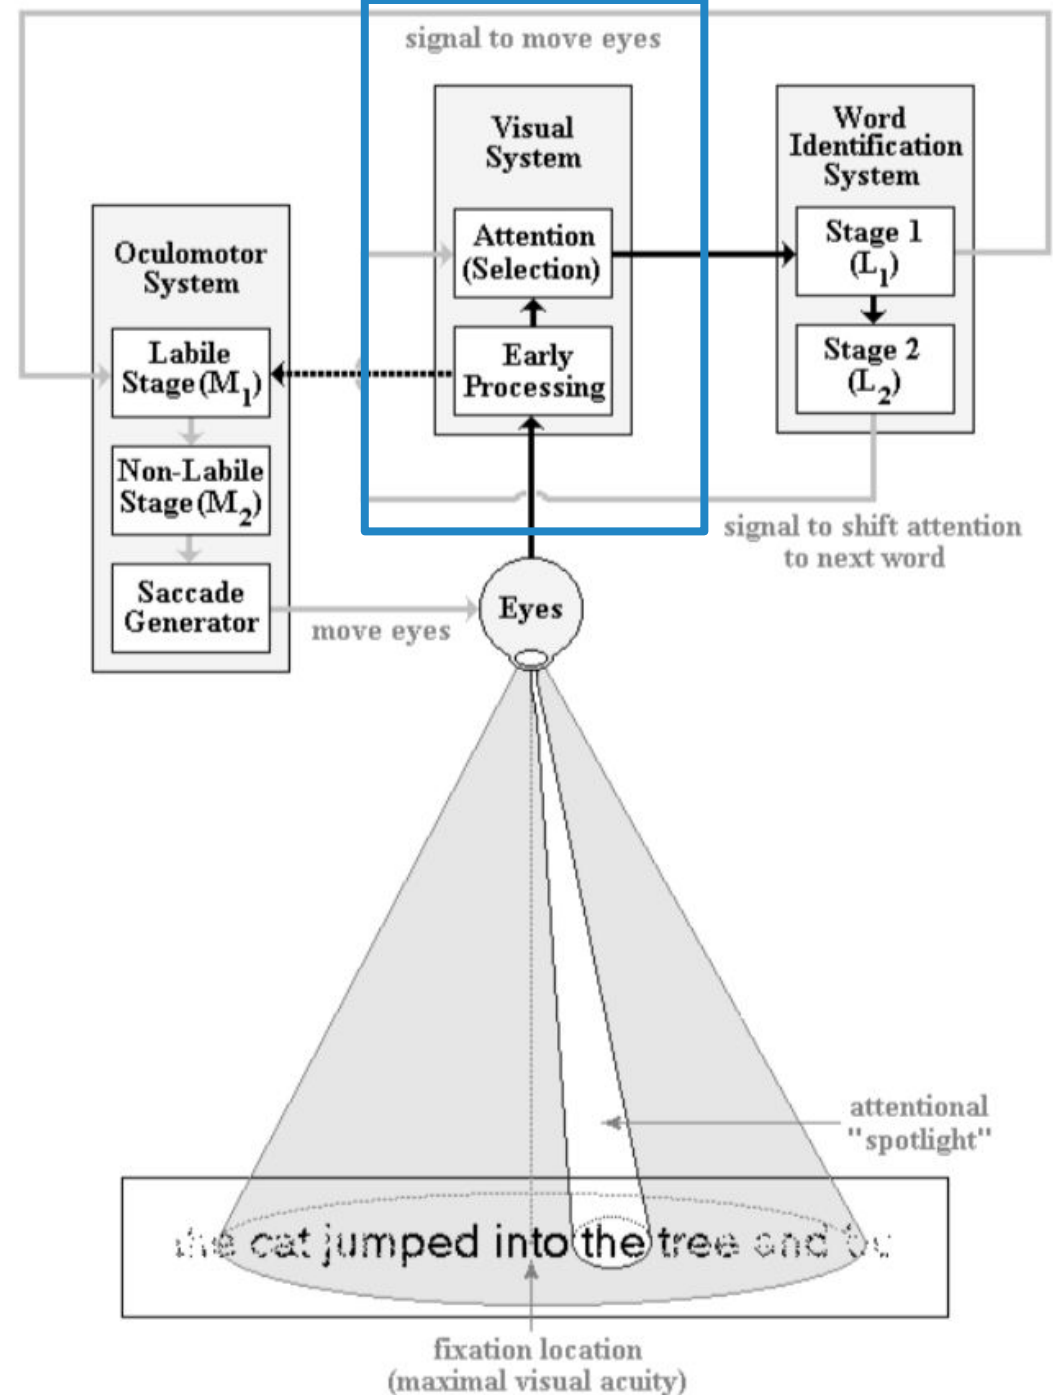 signal to move eyes
Visual
System
Word
Identification
System
Attention
(Selection)
Stage 1
(L₁)
Oculomotor
System
Labile
Stage (M₁)
Early
Processing
Stage 2
(L₂)
Non-Labile
Stage (M₂)
signal to shift attention
to next word
Saccade
Generator
move eyes
Eyes
attentional
"spotlight"
the cat jumped into the tree and
fixation location
(maximal visual acuity)